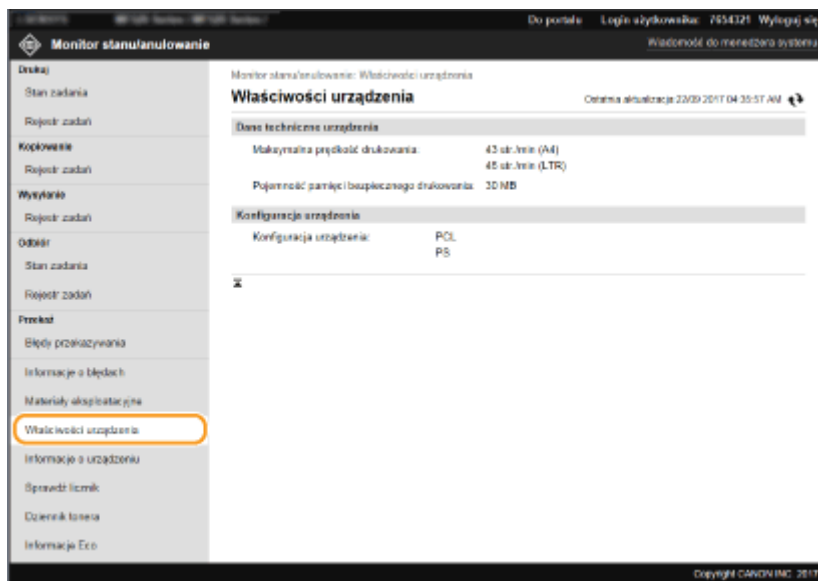 Do portalu Login użytkownika: 7654321 Wyloguj się
Monitor stanu/anulowanie
Wiadomość do menedżera systemu
Drukuj
Stan zadania
Rejestr zadań
Kopiowanie
Rejestr zadań
Wysyłanie
Rejestr zadań
Odbiór
Stan zadania
Rejestr zadań
Przekaż
Błędy przekazywania
Informacje o błędach
Materiały eksploatacyjne
Właściwości urządzenia
Informacje o urządzeniu
Sprawdź licznik
Dziennik tonera
Informacje Eco
Monitor stanu/anulowanie: Właściwości urządzenia
Właściwości urządzenia
Ostatnia aktualizacja 22/09 2017 04:35:57 AM
Dane techniczne urządzenia
Maksymalna prędkość drukowania: 43 str./min (A4)
45 str./min (LTR)
Pojemność pamięci bezpiecznego drukowania: 30 MB
Konfiguracja urządzenia
Konfiguracja urządzenia: PCL
PS
Copyright CANON INC. 2017